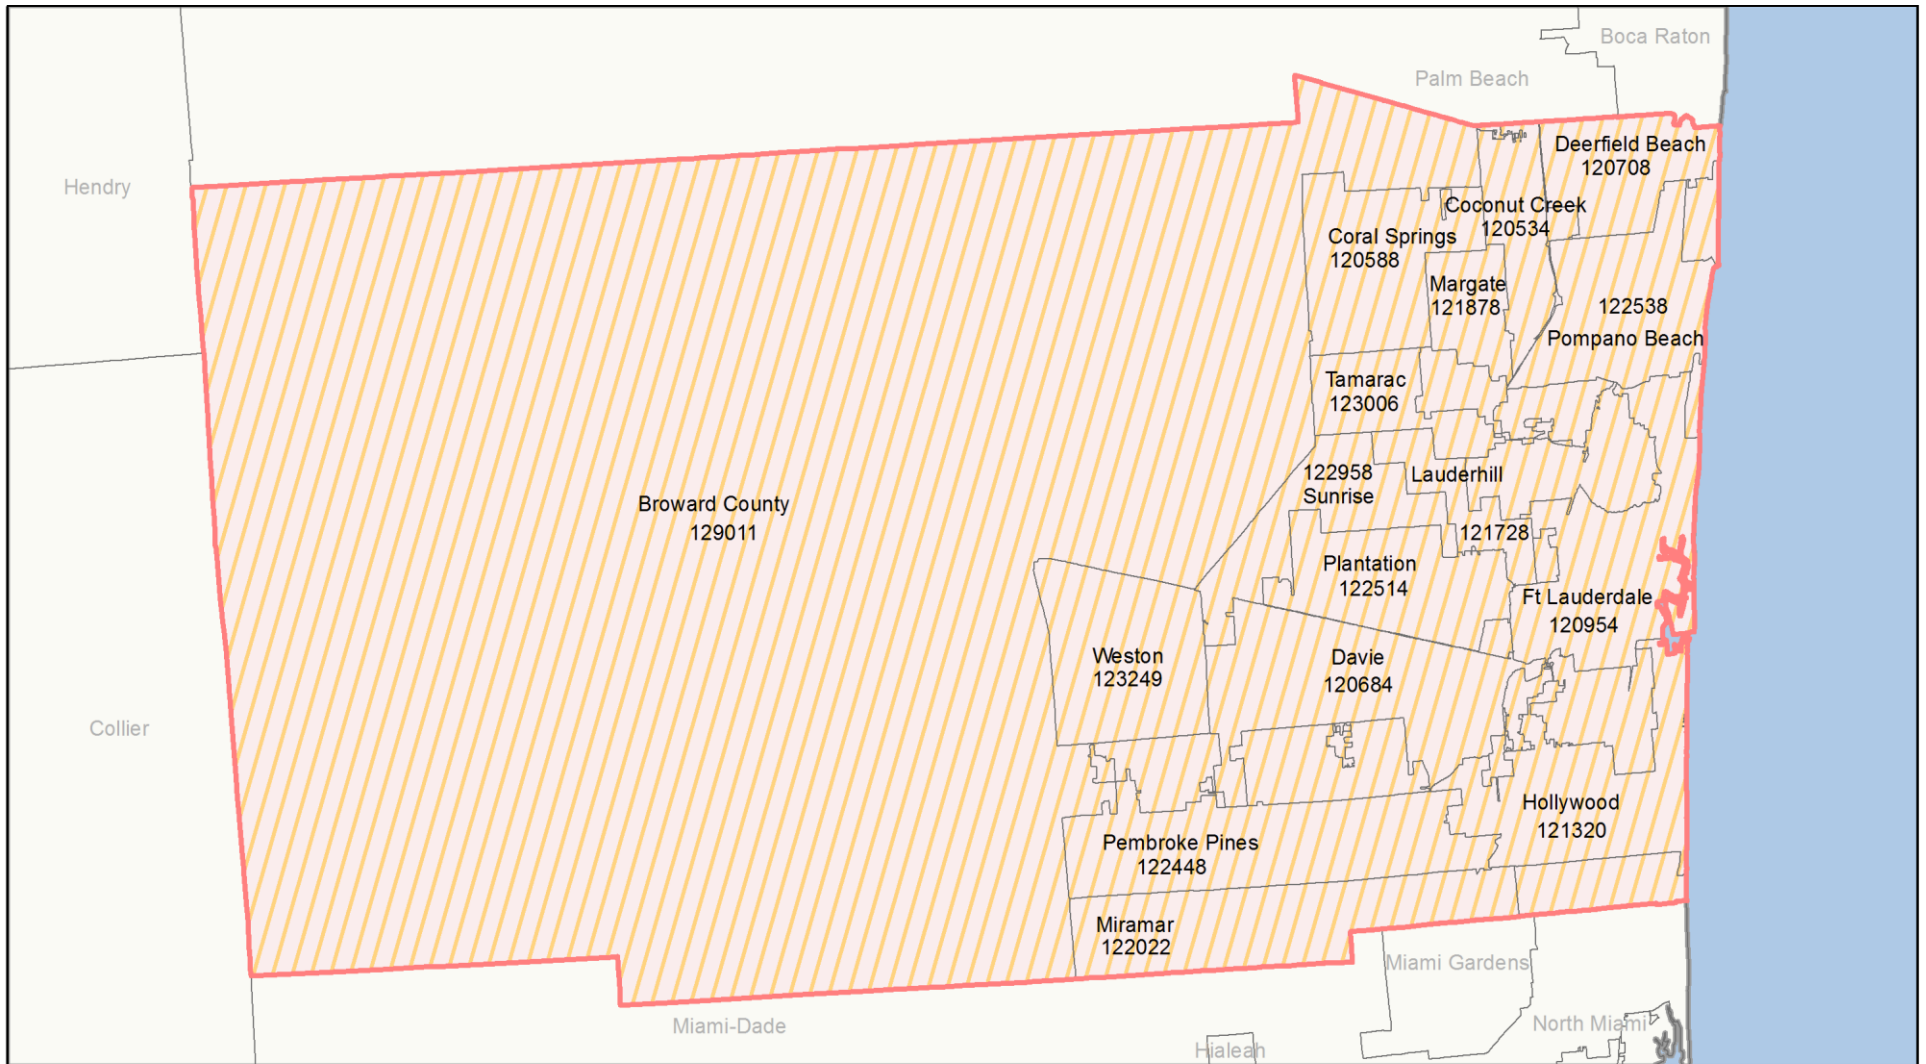 Boca Raton
Palm Beach
Hendry
Deerfield Beach
120708
Coconut Creek
120534
Coral Springs
120588
Margate
121878
122538
Pompano Beach
Tamarac
123006
122958
Sunrise
Lauderhill
121728
Broward County
129011
Plantation
122514
Ft Lauderdale
120954
Weston
123249
Davie
120684
Collier
Hollywood
121320
Pembroke Pines
122448
Miramar
122022
Miami Gardens
Miami-Dade
North Miami
Hialeah